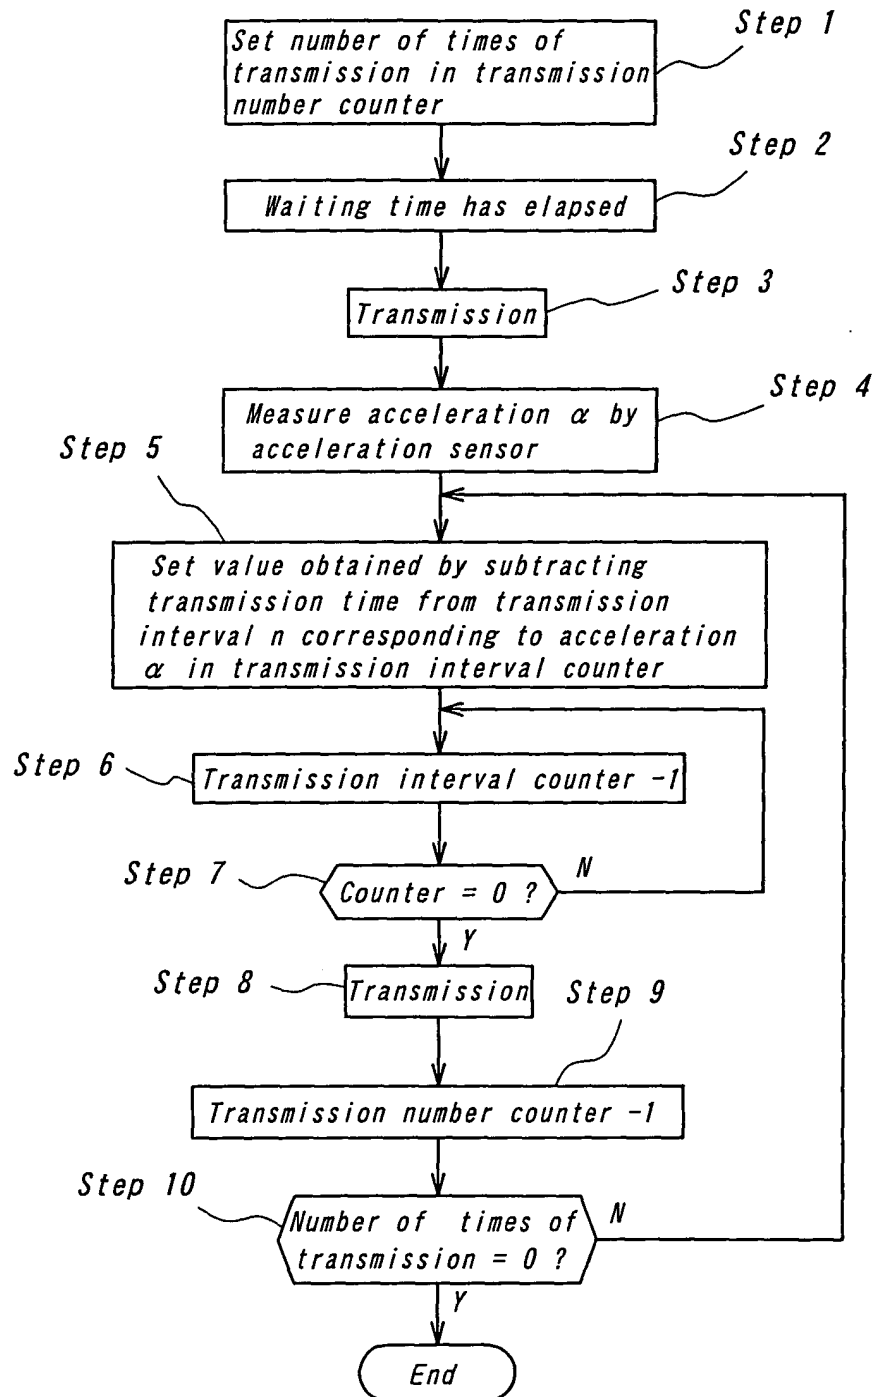 Step 1
Set number of times of
transmission in transmission
number counter
Step 2
Waiting time has elapsed
Step 3
Transmission
Step 4
Measure acceleration α by
acceleration sensor
Step 5
Set value obtained by subtracting
transmission time from transmission
interval n corresponding to acceleration
α in transmission interval counter
Step 6
Transmission interval counter -1
Step 7
Counter = 0 ?
N
Y
Step 8
Transmission
Step 9
Transmission number counter -1
Step 10
Number of times of
transmission = 0 ?
N
Y
End